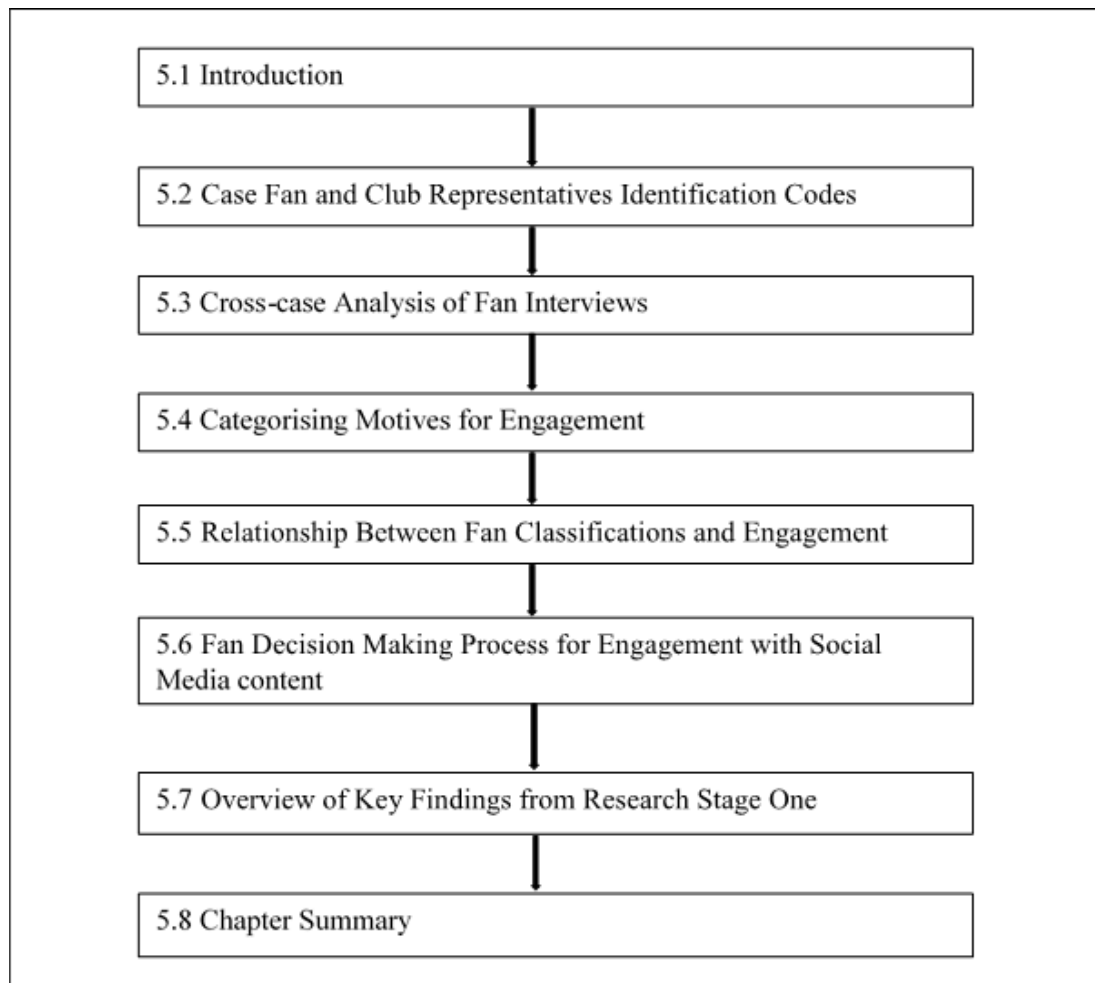 5.1 Introduction
5.2 Case Fan and Club Representatives Identification Codes
5.3 Cross-case Analysis of Fan Interviews
5.4 Categorising Motives for Engagement
5.5 Relationship Between Fan Classifications and Engagement
5.6 Fan Decision Making Process for Engagement with Social
Media content
5.7 Overview of Key Findings from Research Stage One
5.8 Chapter Summary